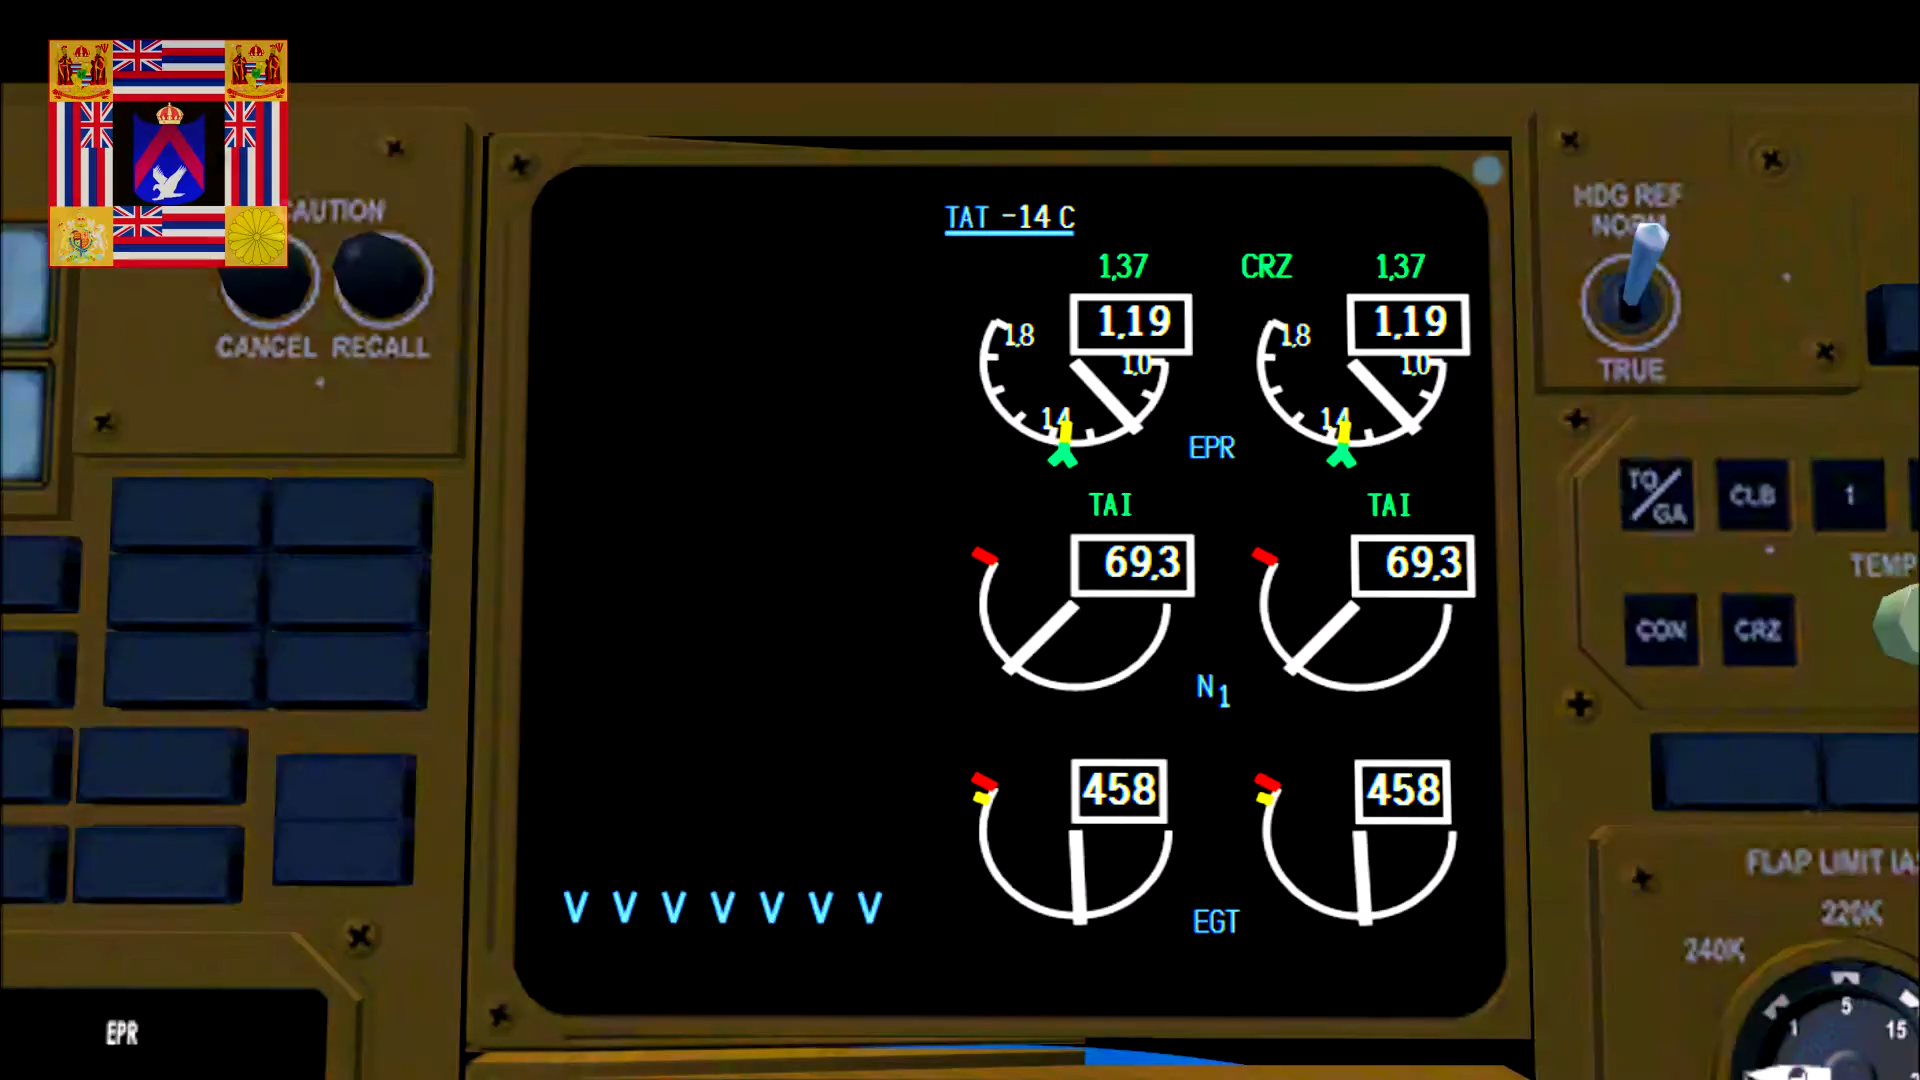 CAUTION
CANCEL RECALL
TAT -14 C
1,37 CRZ 1,37
1,19 1,19
1,8 1,0 1,8 1,0
1,4 1,4
EPR
TAI TAI
69,3 69,3
N1
458 458
EGT
V V V V V V V
EPR
HDG REF
NORM
TRUE
TO/GA CLB 1
TEMP
CON CRZ
FLAP LIMIT
220K
240K
5
1 15